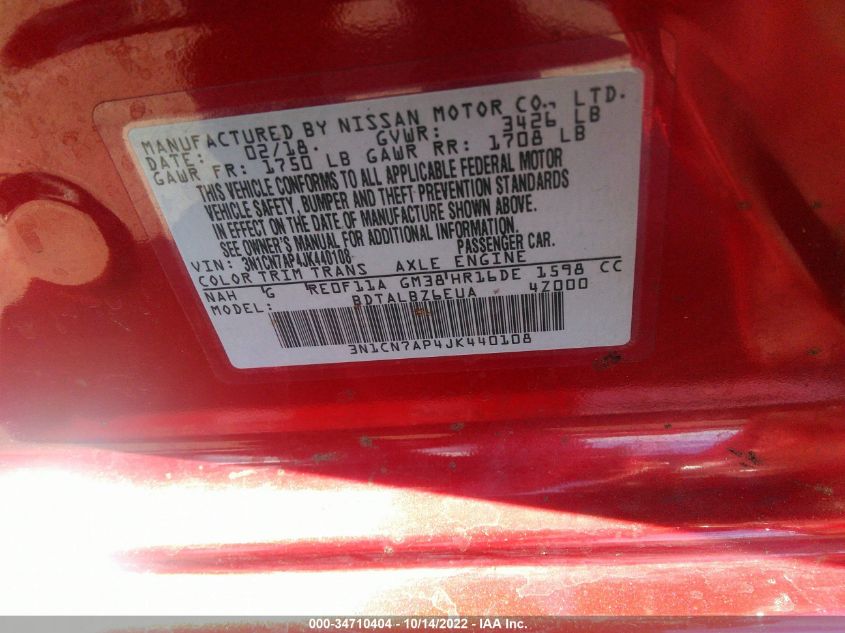 MANUFACTURED BY NISSAN MOTOR CO., LTD.
DATE: 02/18 GVWR: 3426 LB
GAWR FR: 1750 LB GAWR RR: 1708 LB
THIS VEHICLE CONFORMS TO ALL APPLICABLE FEDERAL MOTOR
VEHICLE SAFETY, BUMPER AND THEFT PREVENTION STANDARDS
IN EFFECT ON THE DATE OF MANUFACTURE SHOWN ABOVE.
SEE OWNER'S MANUAL FOR ADDITIONAL INFORMATION.
VIN: 3N1CN7AP4JK440108 PASSENGER CAR.
COLOR TRIM TRANS AXLE ENGINE
NAH G RE0F11A GM38 HR16DE 1598 CC
MODEL: BDTALBZ6EUA 4Z000
3N1CN7AP4JK440108
000-34710404 - 10/14/2022 - IAA Inc.